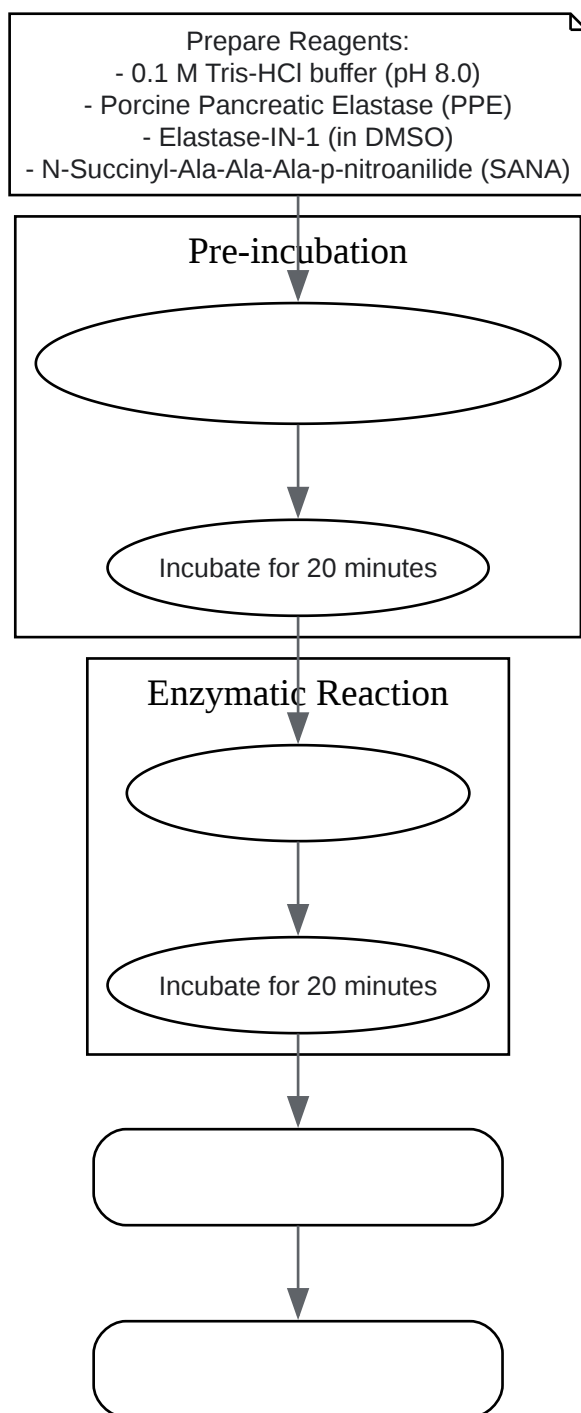 Prepare Reagents:
- 0.1 M Tris-HCl buffer (pH 8.0)
- Porcine Pancreatic Elastase (PPE)
- Elastase-IN-1 (in DMSO)
- N-Succinyl-Ala-Ala-Ala-p-nitroanilide (SANA)
Pre-incubation
Incubate for 20 minutes
Enzymatic Reaction
Incubate for 20 minutes